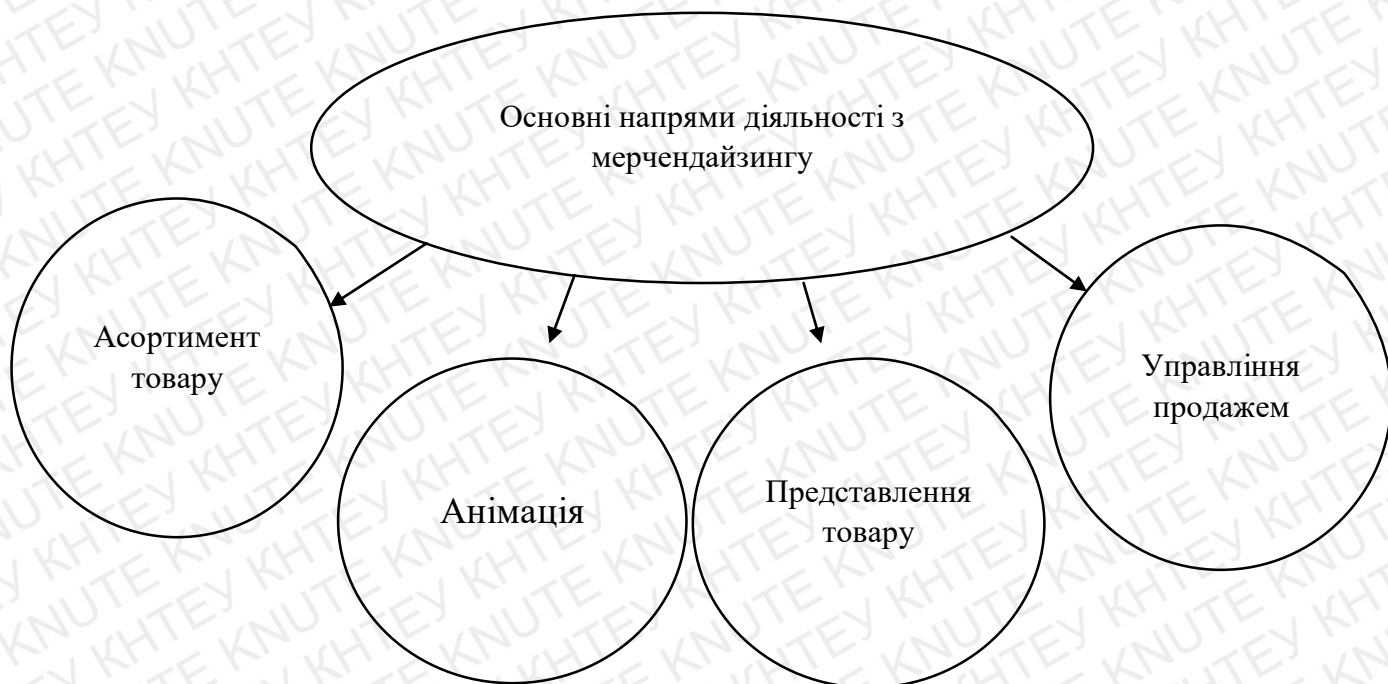 Основні напрями діяльності з
мерчендайзингу
Асортимент
товару
Анімація
Представлення
товару
Управління
продажем